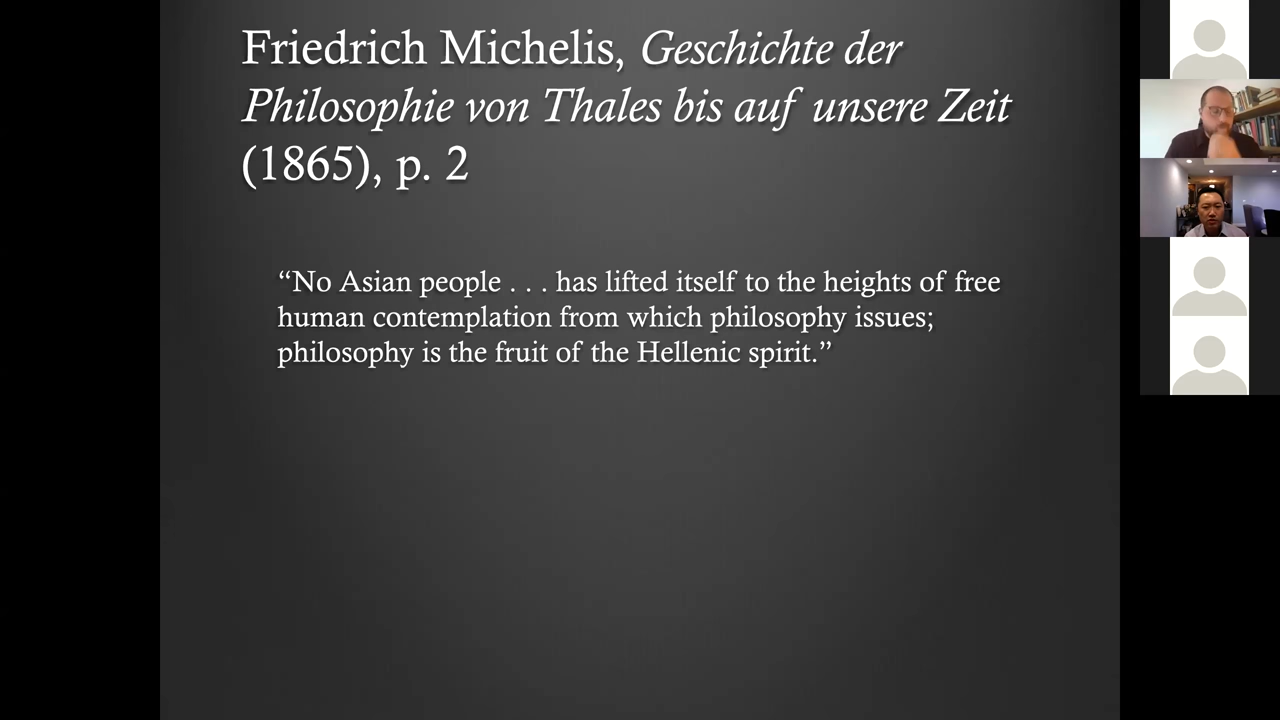 Friedrich Michelis, Geschichte der
Philosophie von Thales bis auf unsere Zeit
(1865), p. 2
“No Asian people . . . has lifted itself to the heights of free
human contemplation from which philosophy issues;
philosophy is the fruit of the Hellenic spirit.”